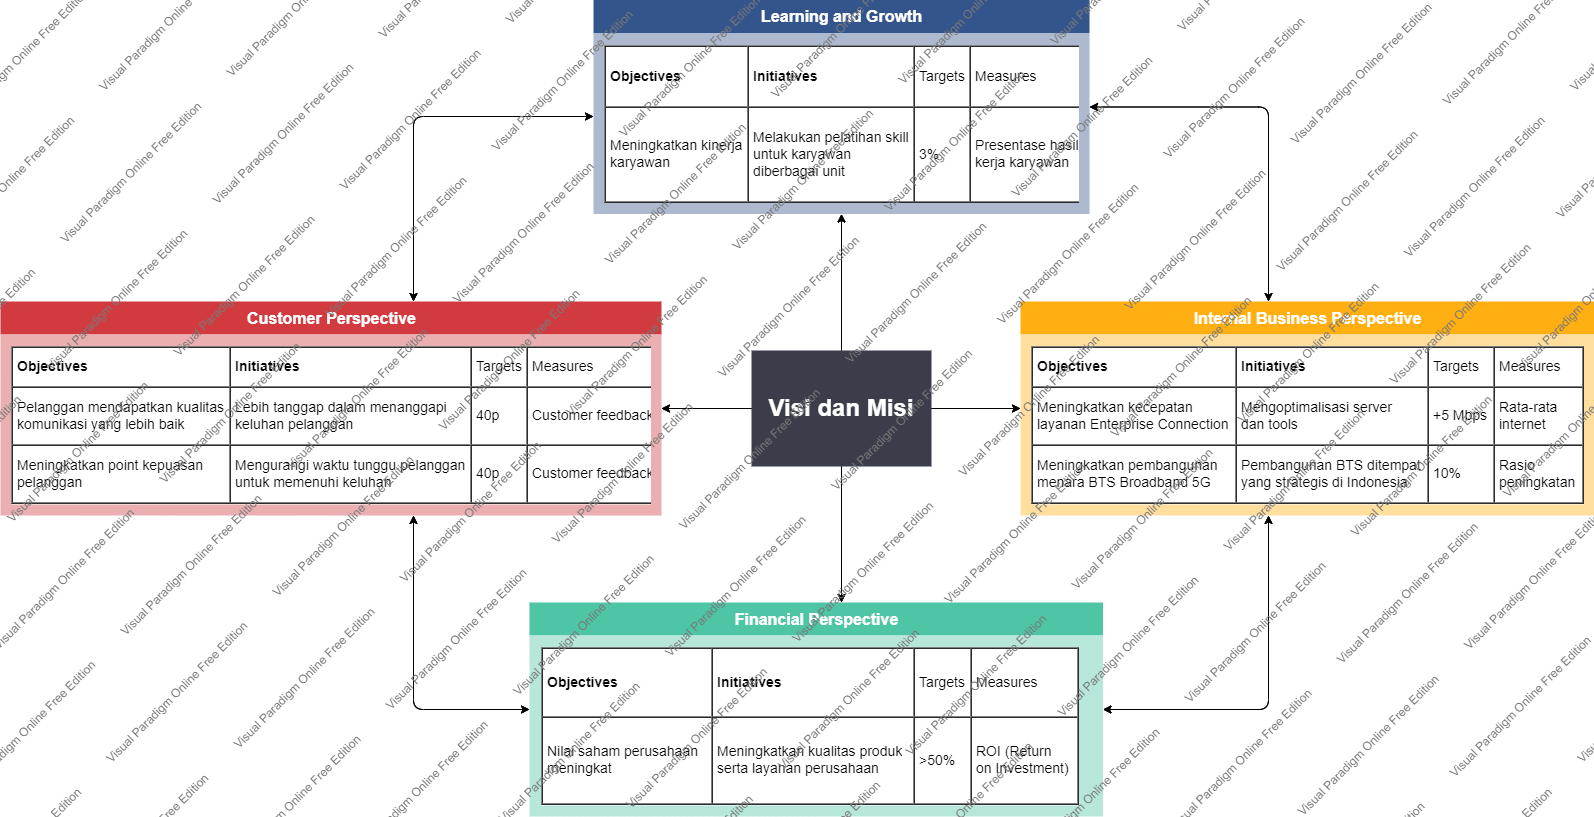 Learning and Growth
Objectives Initiatives Targets Measures
Meningkatkan kinerja
karyawan
Melakukan pelatihan skill
untuk karyawan
diberbagai unit
3%
Presentase hasil
kerja karyawan
Customer Perspective
Objectives Initiatives Targets Measures
Pelanggan mendapatkan kualitas
komunikasi yang lebih baik
Lebih tanggap dalam menanggapi
keluhan pelanggan
40p
Customer feedback
Meningkatkan point kepuasan
pelanggan
Mengurangi waktu tunggu pelanggan
untuk memenuhi keluhan
40p
Customer feedback
Visi dan Misi
Internal Business Perspective
Objectives Initiatives Targets Measures
Meningkatkan kecepatan
layanan Enterprise Connection
Mengoptimalisasi server
dan tools
+5 Mbps
Rata-rata
internet
Meningkatkan pembangunan
menara BTS Broadband 5G
Pembangunan BTS ditempat
yang strategis di Indonesia
10%
Rasio
peningkatan
Financial Perspective
Objectives Initiatives Targets Measures
Nilai saham perusahaan
meningkat
Meningkatkan kualitas produk
serta layanan perusahaan
>50%
ROI (Return
on Investment)
Visual Paradigm Online Free Edition